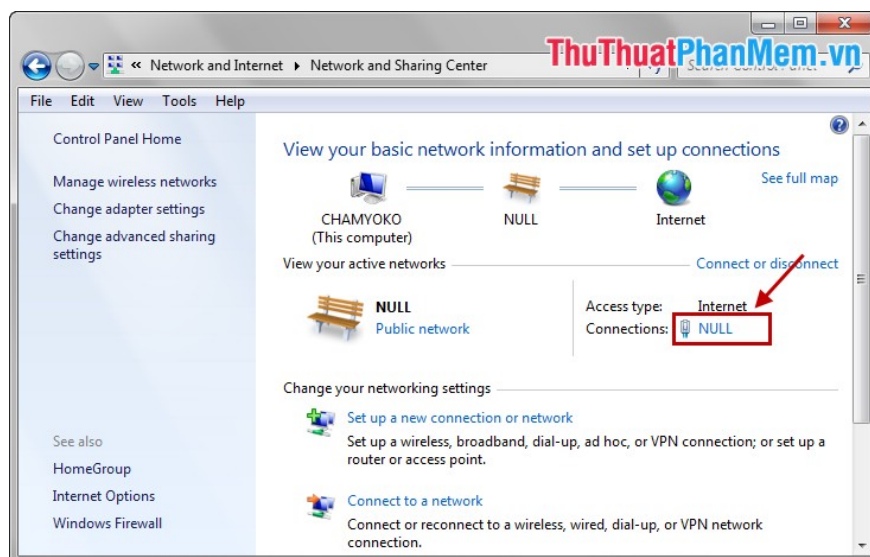 ThuThuatPhanMem.vn
« Network and Internet ▸ Network and Sharing Center
Search Control Panel
File Edit View Tools Help
Control Panel Home
Manage wireless networks
Change adapter settings
Change advanced sharing
settings
See also
HomeGroup
Internet Options
Windows Firewall
View your basic network information and set up connections
See full map
CHAMYOKO
(This computer)
NULL
Internet
View your active networks
Connect or disconnect
NULL
Public network
Access type: Internet
Connections: NULL
Change your networking settings
Set up a new connection or network
Set up a wireless, broadband, dial-up, ad hoc, or VPN connection; or set up a
router or access point.
Connect to a network
Connect or reconnect to a wireless, wired, dial-up, or VPN network
connection.